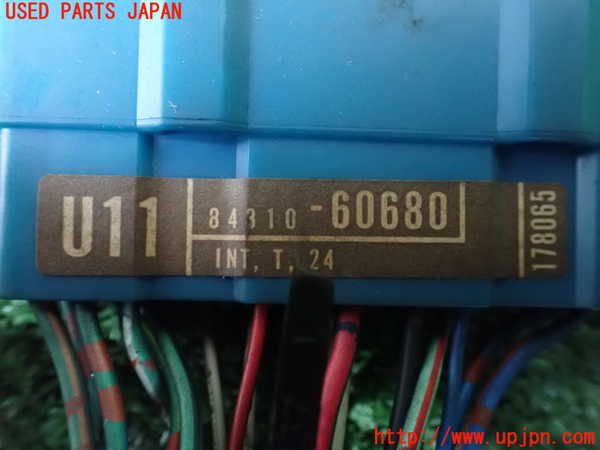 USED PARTS JAPAN
U11
84310-60680
INT, T, 24
178065
http://www.upjpn.com/